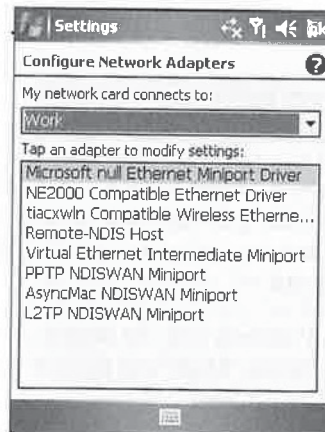 Settings
ok
Configure Network Adapters
?
My network card connects to:
Work
Tap an adapter to modify settings:
Microsoft null Ethernet Miniport Driver
NE2000 Compatible Ethernet Driver
tiacxwln Compatible Wireless Etherne...
Remote-NDIS Host
Virtual Ethernet Intermediate Miniport
PPTP NDISWAN Miniport
AsyncMac NDISWAN Miniport
L2TP NDISWAN Miniport